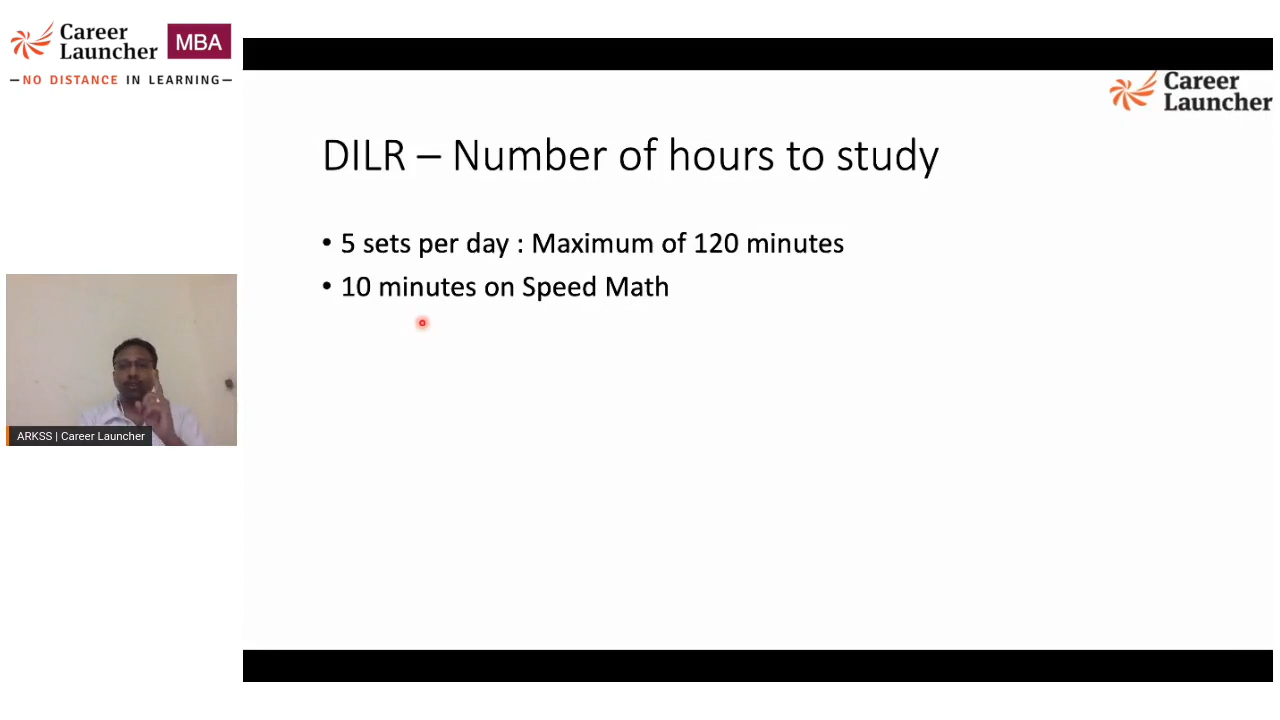 Career
Launcher
MBA
—NO DISTANCE IN LEARNING—
Career
Launcher
DILR – Number of hours to study
• 5 sets per day : Maximum of 120 minutes
• 10 minutes on Speed Math
ARKSS | Career Launcher